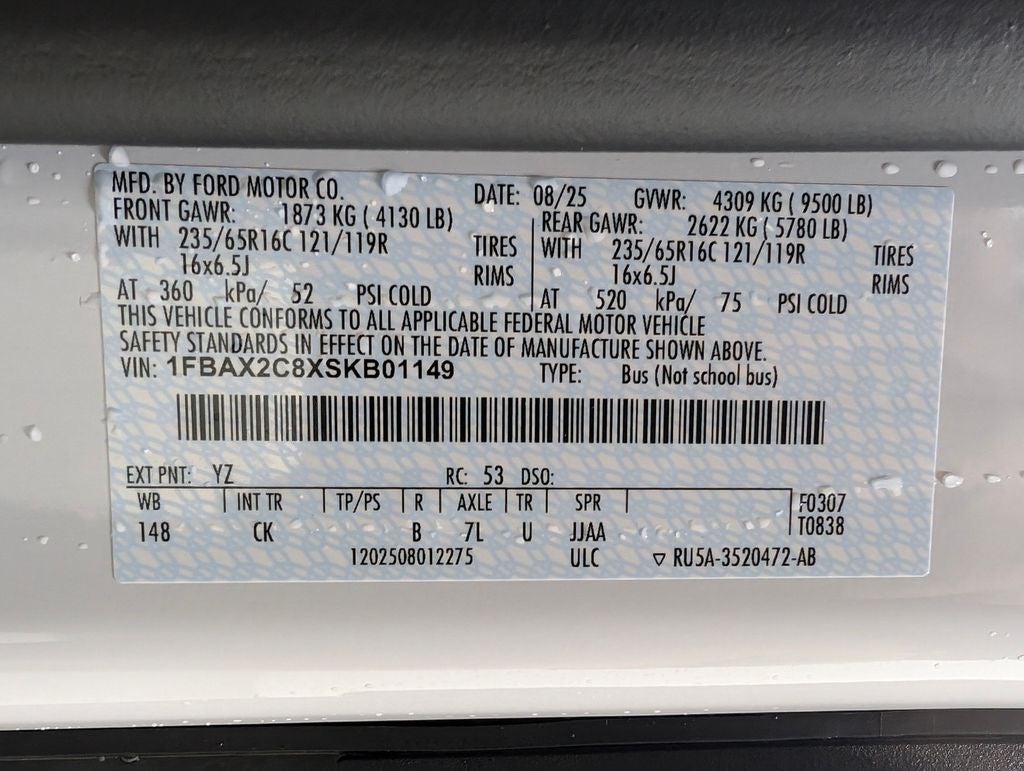 MFD. BY FORD MOTOR CO. DATE: 08/25 GVWR: 4309 KG ( 9500 LB)
FRONT GAWR: 1873 KG ( 4130 LB) REAR GAWR: 2622 KG ( 5780 LB)
WITH 235/65R16C 121/119R TIRES WITH 235/65R16C 121/119R TIRES
16x6.5J RIMS 16x6.5J RIMS
AT 360 kPa/ 52 PSI COLD AT 520 kPa/ 75 PSI COLD
THIS VEHICLE CONFORMS TO ALL APPLICABLE FEDERAL MOTOR VEHICLE
SAFETY STANDARDS IN EFFECT ON THE DATE OF MANUFACTURE SHOWN ABOVE.
VIN: 1FBAX2C8XSKB01149 TYPE: Bus (Not school bus)
EXT PNT: YZ RC: 53 DSO:
WB INT TR TP/PS R AXLE TR SPR F0307
148 CK B 7L U JJAA T0838
1202508012275 ULC ▽ RU5A-3520472-AB